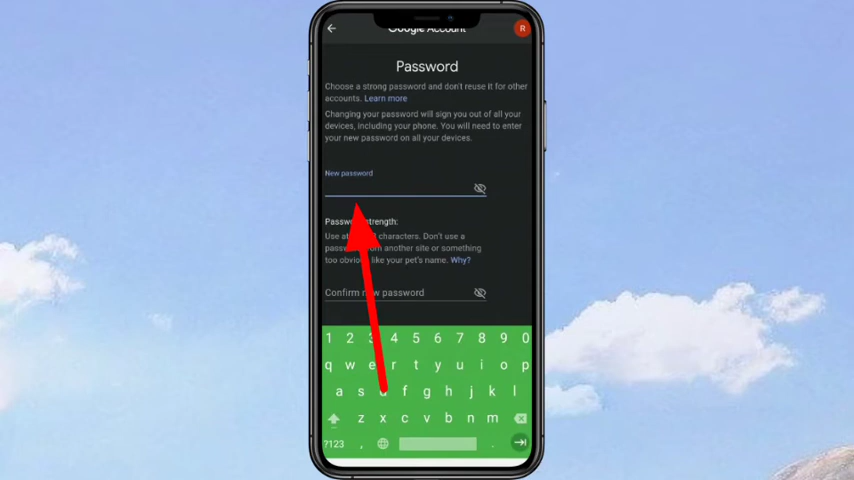 Google Account
R
Password
Choose a strong password and don't reuse it for other
accounts. Learn more
Changing your password will sign you out of all your
devices, including your phone. You will need to enter
your new password on all your devices.
New password
Password strength:
Use at characters. Don't use a
from another site or something
too obvious like your pet's name. Why?
Confirm new password
1 2 3 4 5 6 7 8 9 0
q w e r t y u i o p
a s d f g h j k l
z x c v b n m
?123 , .